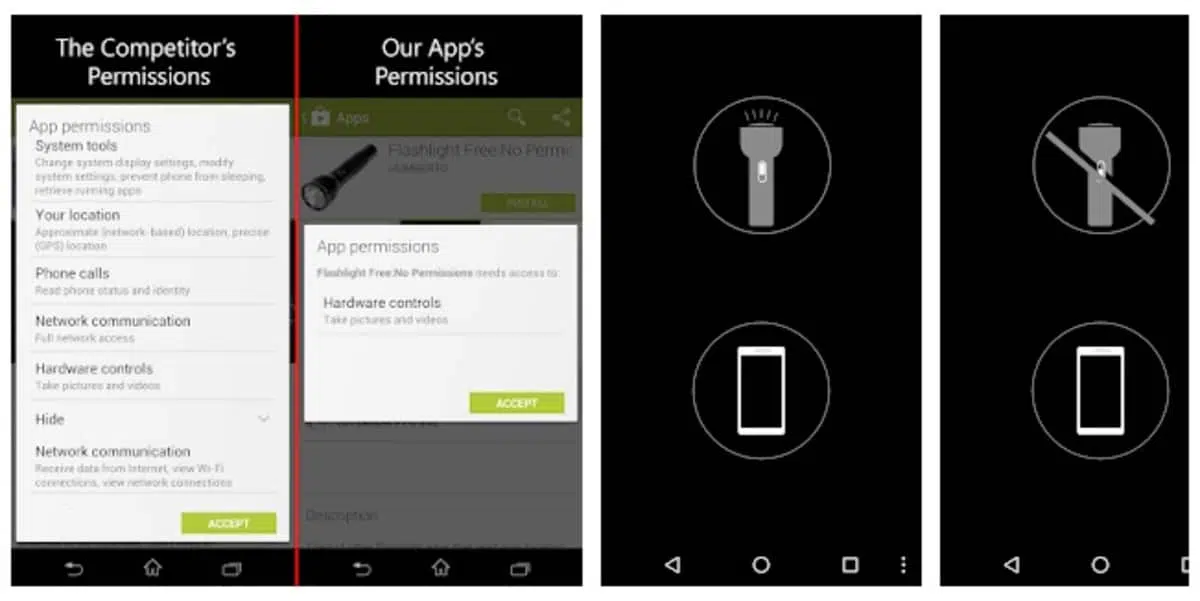 The Competitor's
Permissions
App permissions
System tools
Change system display settings, modify
system settings, prevent phone from sleeping,
retrieve running apps
Your location
Approximate (network-based) location, precise
(GPS) location
Phone calls
Read phone status and identity
Network communication
Full network access
Hardware controls
Take pictures and videos
Hide
Network communication
Receive data from Internet, view Wi-Fi
connections, view network connections
ACCEPT
Our App's
Permissions
Apps
Flashlight Free:No Permi
INSTALL
App permissions
Flashlight Free:No Permissions needs access to:
Hardware controls
Take pictures and videos
ACCEPT
Description